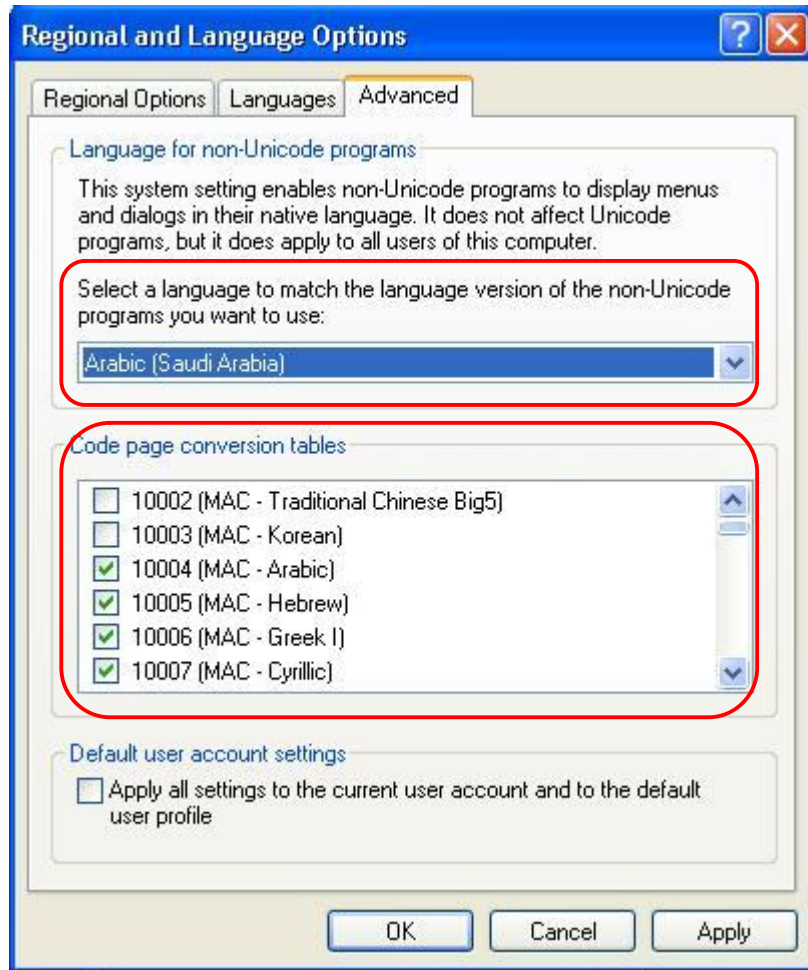 Regional and Language Options
Regional Options Languages Advanced
Language for non-Unicode programs
This system setting enables non-Unicode programs to display menus
and dialogs in their native language. It does not affect Unicode
programs, but it does apply to all users of this computer.
Select a language to match the language version of the non-Unicode
programs you want to use:
Arabic (Saudi Arabia)
Code page conversion tables
10002 (MAC - Traditional Chinese Big5)
10003 (MAC - Korean)
10004 (MAC - Arabic)
10005 (MAC - Hebrew)
10006 (MAC - Greek I)
10007 (MAC - Cyrillic)
Default user account settings
Apply all settings to the current user account and to the default
user profile
OK Cancel Apply